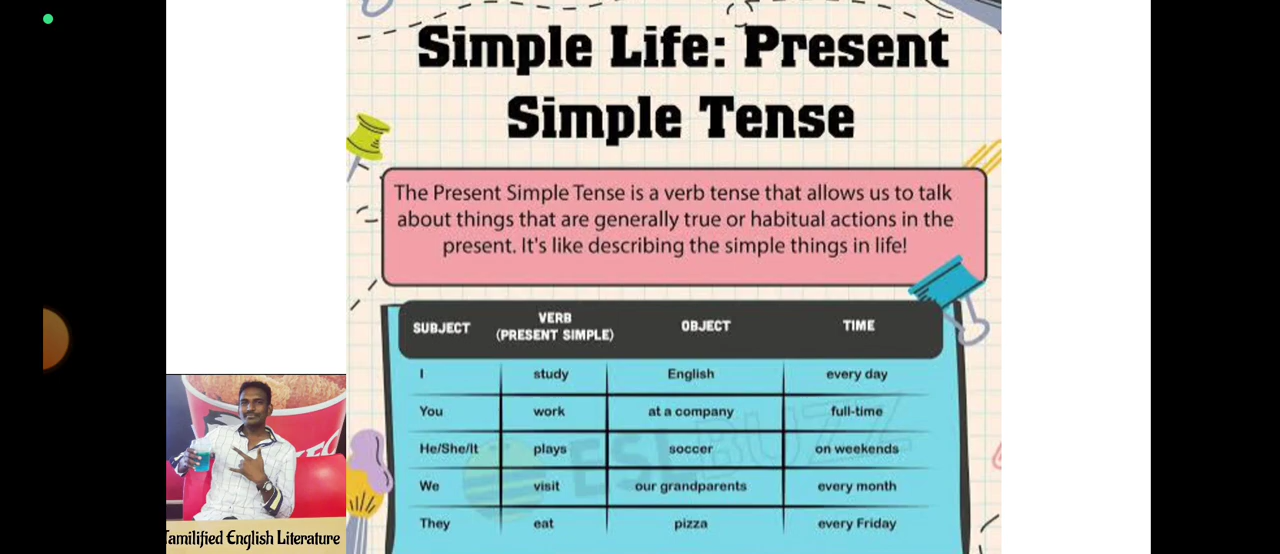 Simple Life: Present
Simple Tense
The Present Simple Tense is a verb tense that allows us to talk
about things that are generally true or habitual actions in the
present. It's like describing the simple things in life!
SUBJECT VERB (PRESENT SIMPLE) OBJECT TIME
I study English every day
You work at a company full-time
He/She/It plays soccer on weekends
We visit our grandparents every month
They eat pizza every Friday
ESLBUZZ
Tamilified English Literature